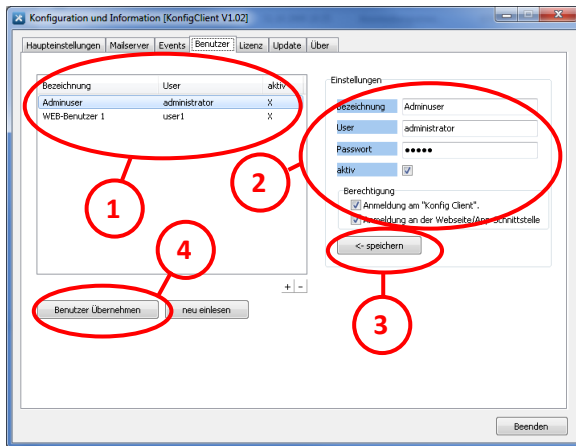 Konfiguration und Information [KonfigClient V1.02]
Haupteinstellungen Mailserver Events Benutzer Lizenz Update Über
Bezeichnung User aktiv
Adminuser administrator X
WEB-Benutzer 1 user1 X
1
+ -
Benutzer Übernehmen neu einlesen
4
Einstellungen
Bezeichnung Adminuser
User administrator
Passwort •••••
aktiv
2
Berechtigung
Anmeldung am "Konfig Client".
Anmeldung an der Webseite/App-Schnittstelle
<- speichern
3
Beenden